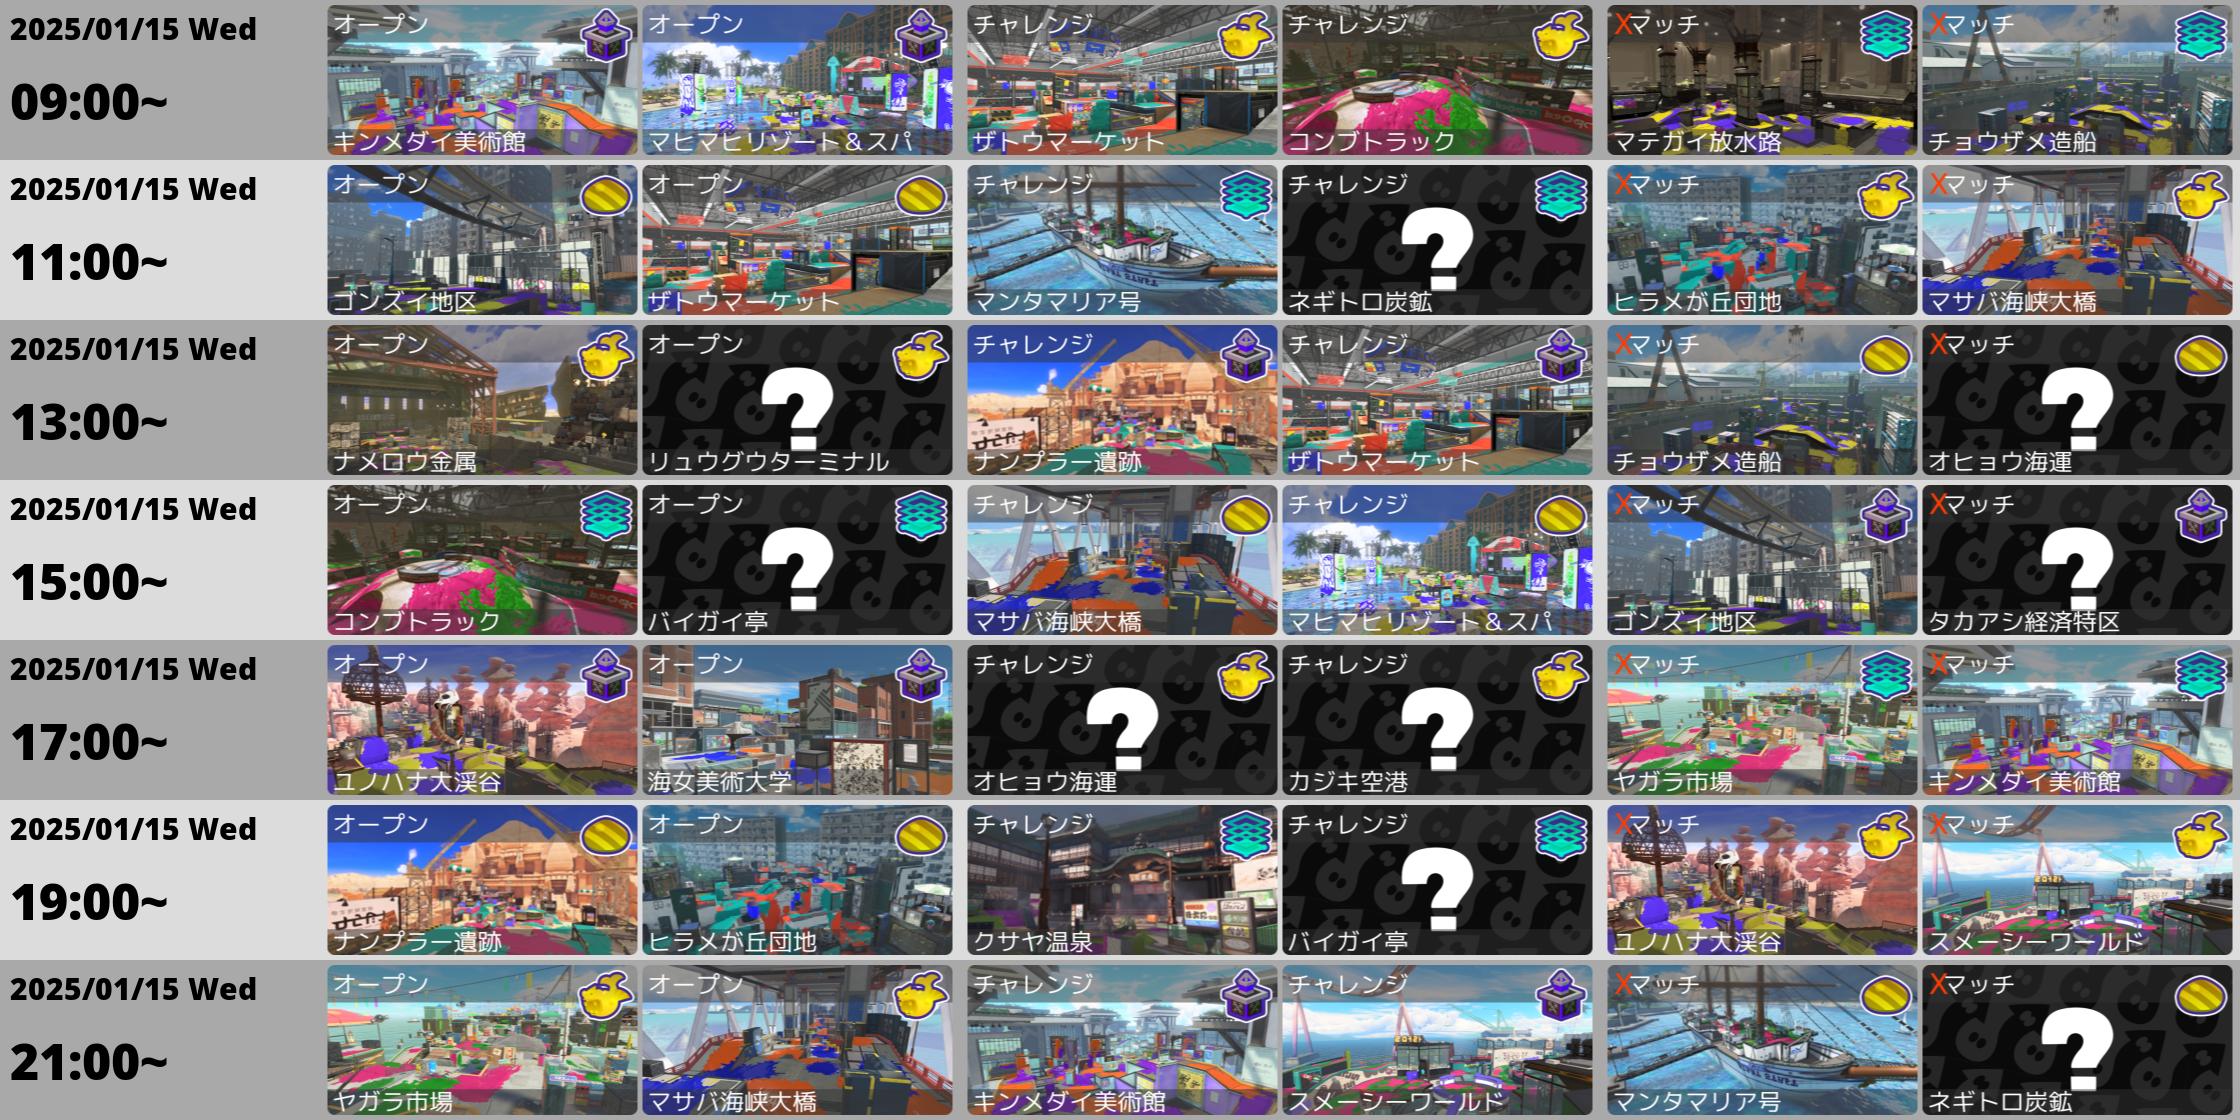 2025/01/15 Wed
09:00~
オープン
キンメダイ美術館
オープン
マヒマヒリゾート＆スパ
チャレンジ
ザトウマーケット
チャレンジ
コンブトラック
Xマッチ
マテガイ放水路
Xマッチ
チョウザメ造船
2025/01/15 Wed
11:00~
オープン
ゴンズイ地区
オープン
ザトウマーケット
チャレンジ
マンタマリア号
チャレンジ
?
ネギトロ炭鉱
Xマッチ
ヒラメが丘団地
Xマッチ
マサバ海峡大橋
2025/01/15 Wed
13:00~
オープン
ナメロウ金属
オープン
?
リュウグウターミナル
チャレンジ
ナンプラー遺跡
チャレンジ
ザトウマーケット
Xマッチ
チョウザメ造船
Xマッチ
?
オヒョウ海運
2025/01/15 Wed
15:00~
オープン
コンブトラック
オープン
?
バイガイ亭
チャレンジ
マサバ海峡大橋
チャレンジ
マヒマヒリゾート＆スパ
Xマッチ
ゴンズイ地区
Xマッチ
?
タカアシ経済特区
2025/01/15 Wed
17:00~
オープン
ユノハナ大渓谷
オープン
海女美術大学
チャレンジ
?
オヒョウ海運
チャレンジ
?
カジキ空港
Xマッチ
ヤガラ市場
Xマッチ
キンメダイ美術館
2025/01/15 Wed
19:00~
オープン
ナンプラー遺跡
オープン
ヒラメが丘団地
チャレンジ
クサヤ温泉
チャレンジ
?
バイガイ亭
Xマッチ
ユノハナ大渓谷
Xマッチ
スメーシーワールド
2025/01/15 Wed
21:00~
オープン
ヤガラ市場
オープン
マサバ海峡大橋
チャレンジ
キンメダイ美術館
チャレンジ
スメーシーワールド
Xマッチ
マンタマリア号
Xマッチ
?
ネギトロ炭鉱